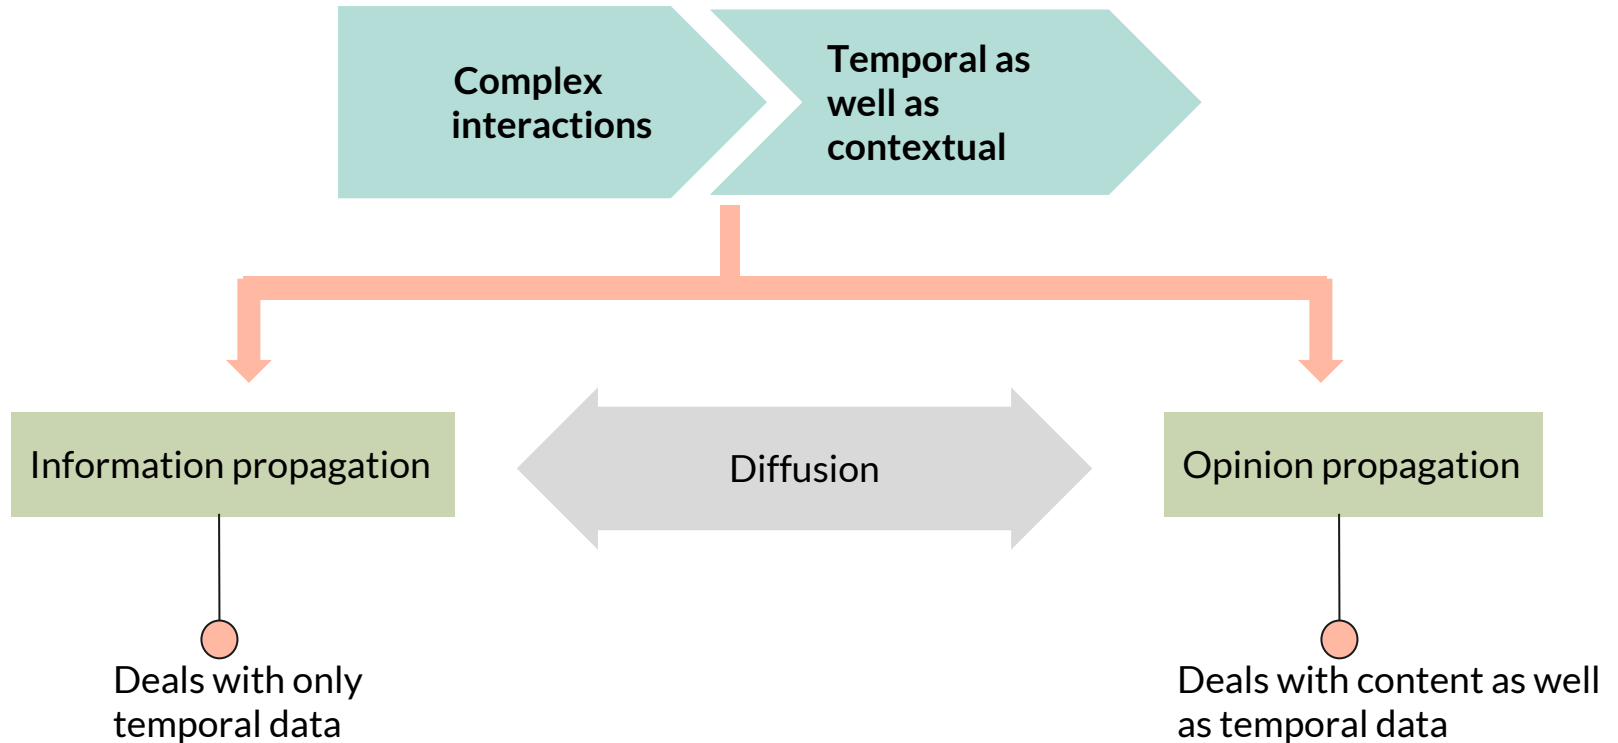 Complex
interactions
Temporal as
well as
contextual
Information propagation
Diffusion
Opinion propagation
Deals with only
temporal data
Deals with content as well
as temporal data